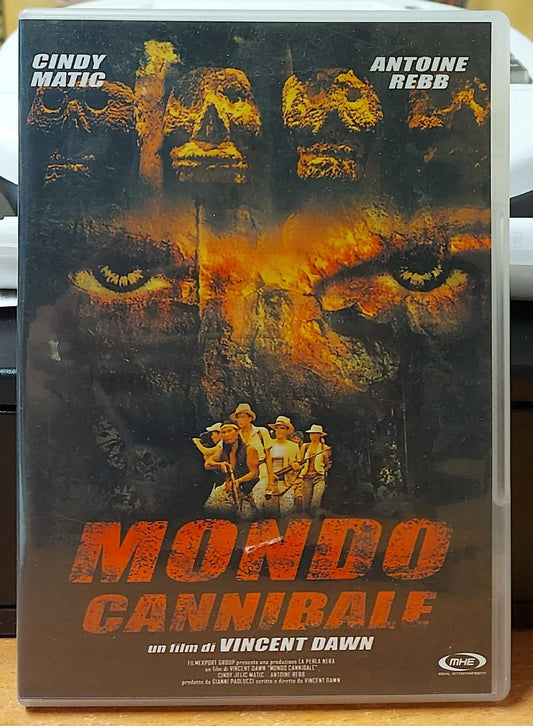 CINDY
MATIC
ANTOINE
REBB
MONDO
CANNIBALE
un film di VINCENT DAWN
FILMEXPORT GROUP presenta una produzione LA PERLA NERA
un film di VINCENT DAWN "MONDO CANNIBALE"
CINDY JELIC MATIC ANTOINE REBB
prodotto da GIANNI PAOLUCCI scritto e diretto da VINCENT DAWN
MHE
IDEAL ENTERTAINMENT